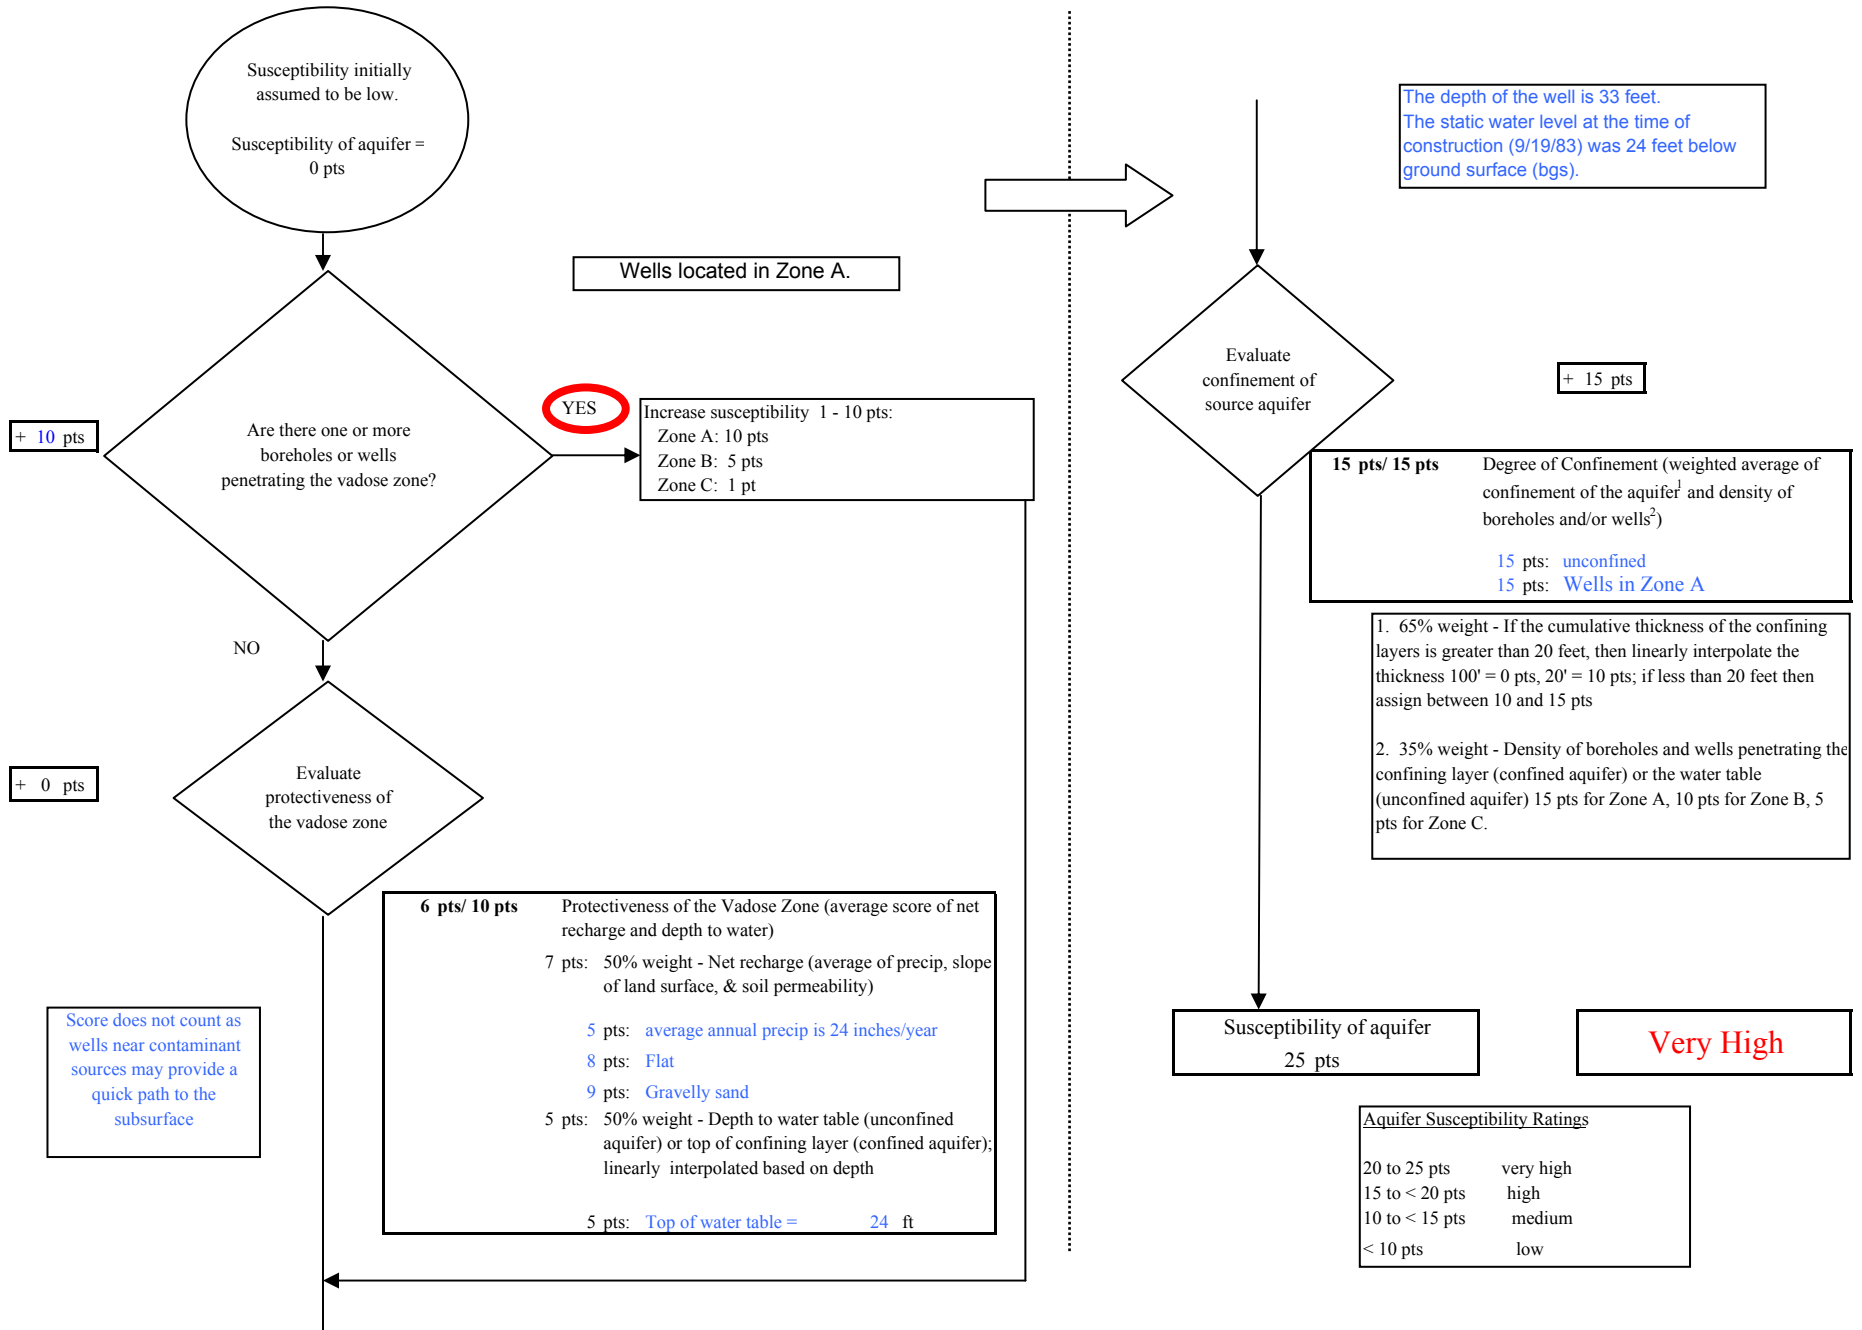 Susceptibility initially
assumed to be low.
Susceptibility of aquifer =
0 pts
Wells located in Zone A.
+ 10 pts
Are there one or more
boreholes or wells
penetrating the vadose zone?
YES
Increase susceptibility 1 - 10 pts:
Zone A: 10 pts
Zone B: 5 pts
Zone C: 1 pt
NO
+ 0 pts
Evaluate
protectiveness of
the vadose zone
6 pts/ 10 pts
Protectiveness of the Vadose Zone (average score of net
recharge and depth to water)
7 pts: 50% weight - Net recharge (average of precip, slope
of land surface, & soil permeability)
5 pts: average annual precip is 24 inches/year
8 pts: Flat
9 pts: Gravelly sand
5 pts: 50% weight - Depth to water table (unconfined
aquifer) or top of confining layer (confined aquifer);
linearly interpolated based on depth
5 pts: Top of water table = 24 ft
Score does not count as
wells near contaminant
sources may provide a
quick path to the
subsurface
The depth of the well is 33 feet.
The static water level at the time of
construction (9/19/83) was 24 feet below
ground surface (bgs).
Evaluate
confinement of
source aquifer
+ 15 pts
15 pts/ 15 pts
Degree of Confinement (weighted average of
confinement of the aquifer1 and density of
boreholes and/or wells2)
15 pts: unconfined
15 pts: Wells in Zone A
1. 65% weight - If the cumulative thickness of the confining
layers is greater than 20 feet, then linearly interpolate the
thickness 100' = 0 pts, 20' = 10 pts; if less than 20 feet then
assign between 10 and 15 pts
2. 35% weight - Density of boreholes and wells penetrating the
confining layer (confined aquifer) or the water table
(unconfined aquifer) 15 pts for Zone A, 10 pts for Zone B, 5
pts for Zone C.
Susceptibility of aquifer
25 pts
Very High
Aquifer Susceptibility Ratings
20 to 25 pts very high
15 to < 20 pts high
10 to < 15 pts medium
< 10 pts low